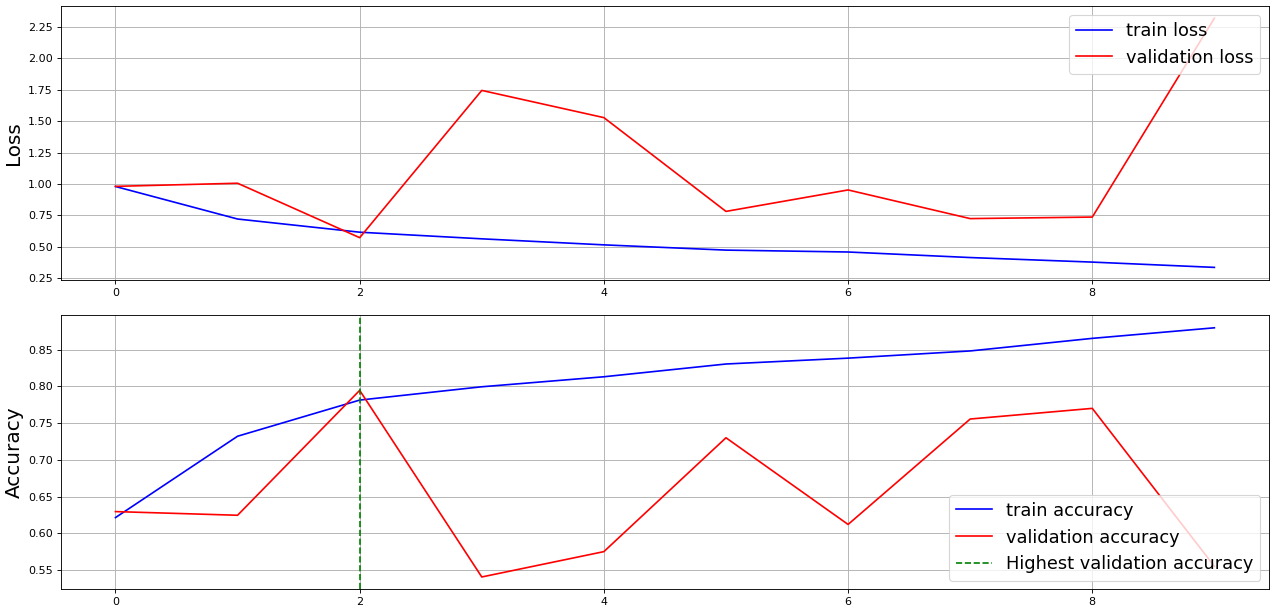 2.25
2.00
1.75
1.50
1.25
1.00
0.75
0.50
0.25
Loss
train loss
validation loss
0 2 4 6 8
0.85
0.80
0.75
0.70
0.65
0.60
0.55
Accuracy
train accuracy
validation accuracy
Highest validation accuracy
0 2 4 6 8